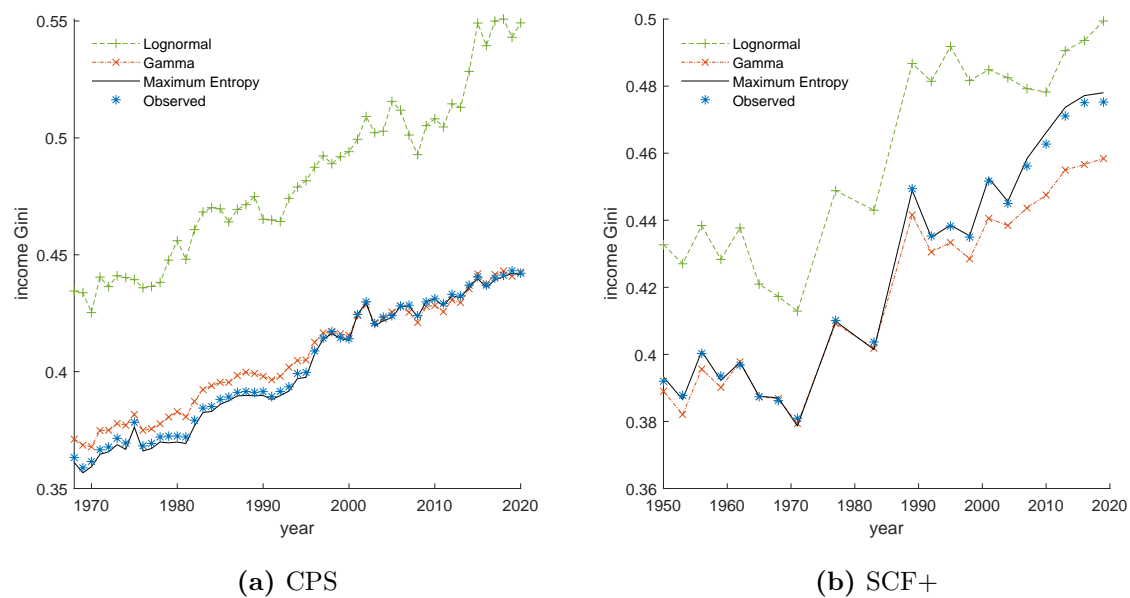 0.55
0.5
0.45
0.4
0.35
income Gini
Lognormal
Gamma
Maximum Entropy
Observed
1970 1980 1990 2000 2010 2020
year
(a) CPS
0.5
0.48
0.46
0.44
0.42
0.4
0.38
0.36
income Gini
Lognormal
Gamma
Maximum Entropy
Observed
1950 1960 1970 1980 1990 2000 2010 2020
year
(b) SCF+